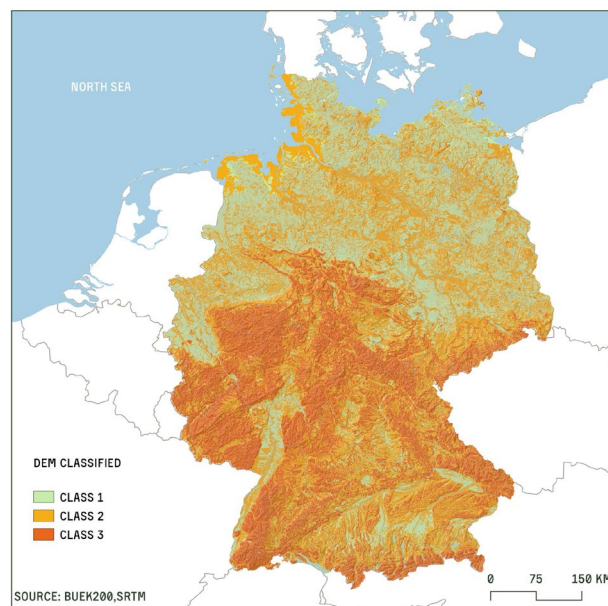 NORTH SEA
DEM CLASSIFIED
CLASS 1
CLASS 2
CLASS 3
0 75 150 KM
SOURCE: BUEK200,SRTM